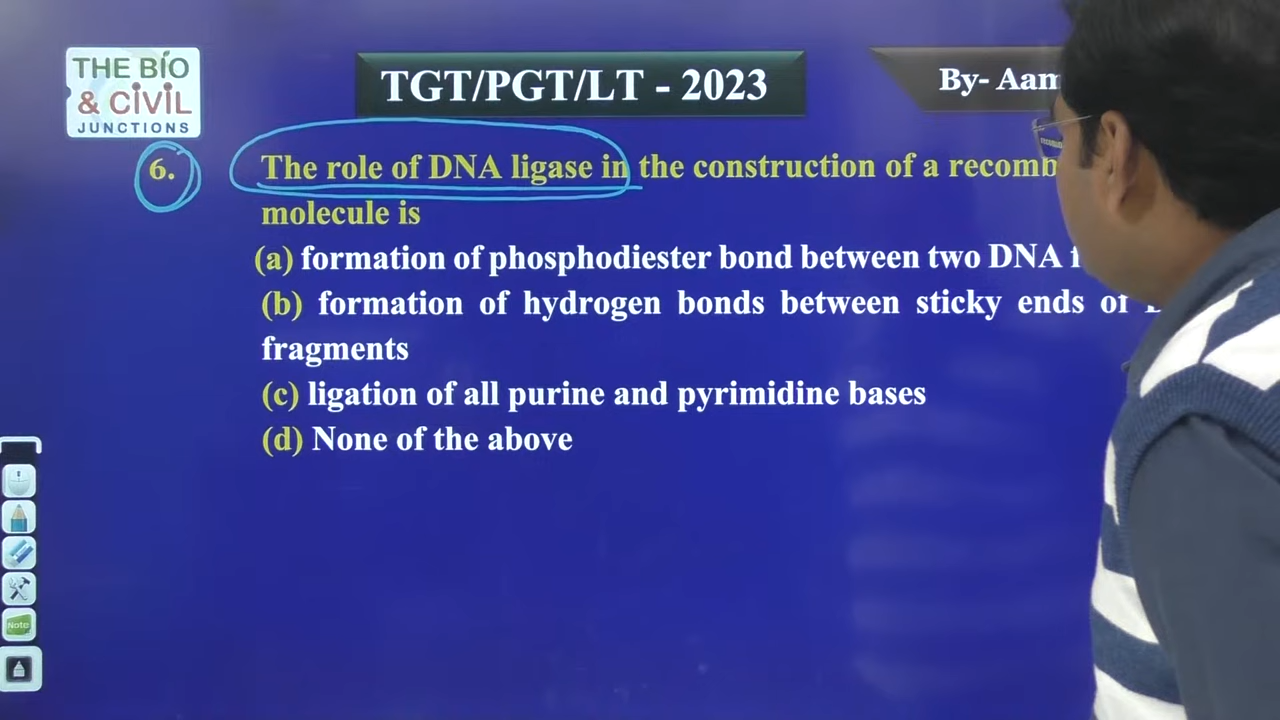 THE BIO
& CIVIL
JUNCTIONS
TGT/PGT/LT - 2023
By-
6. The role of DNA ligase in the construction of a
molecule is
(a) formation of phosphodiester bond between two DNA
(b) formation of hydrogen bonds between sticky ends of
fragments
(c) ligation of all purine and pyrimidine bases
(d) None of the above
Note